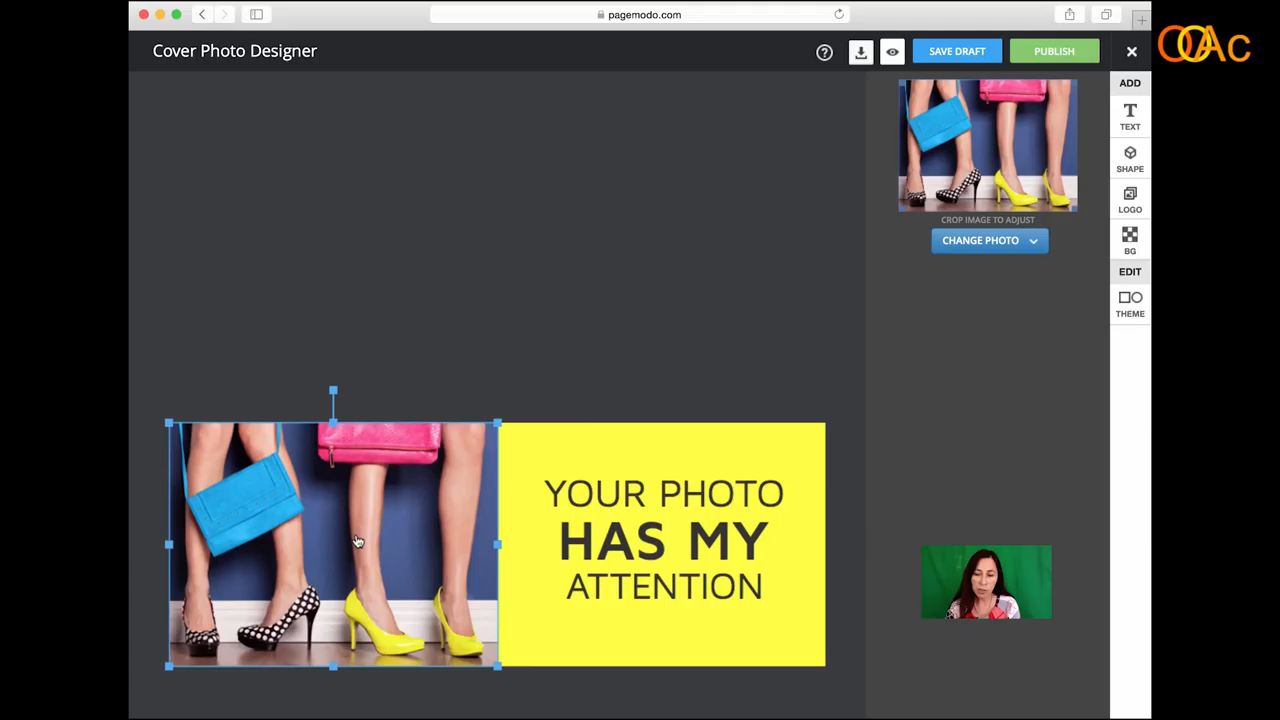 pagemodo.com
Cover Photo Designer
?
SAVE DRAFT
PUBLISH
OOAc
ADD
T
TEXT
SHAPE
LOGO
BG
EDIT
THEME
CROP IMAGE TO ADJUST
CHANGE PHOTO
YOUR PHOTO
HAS MY
ATTENTION